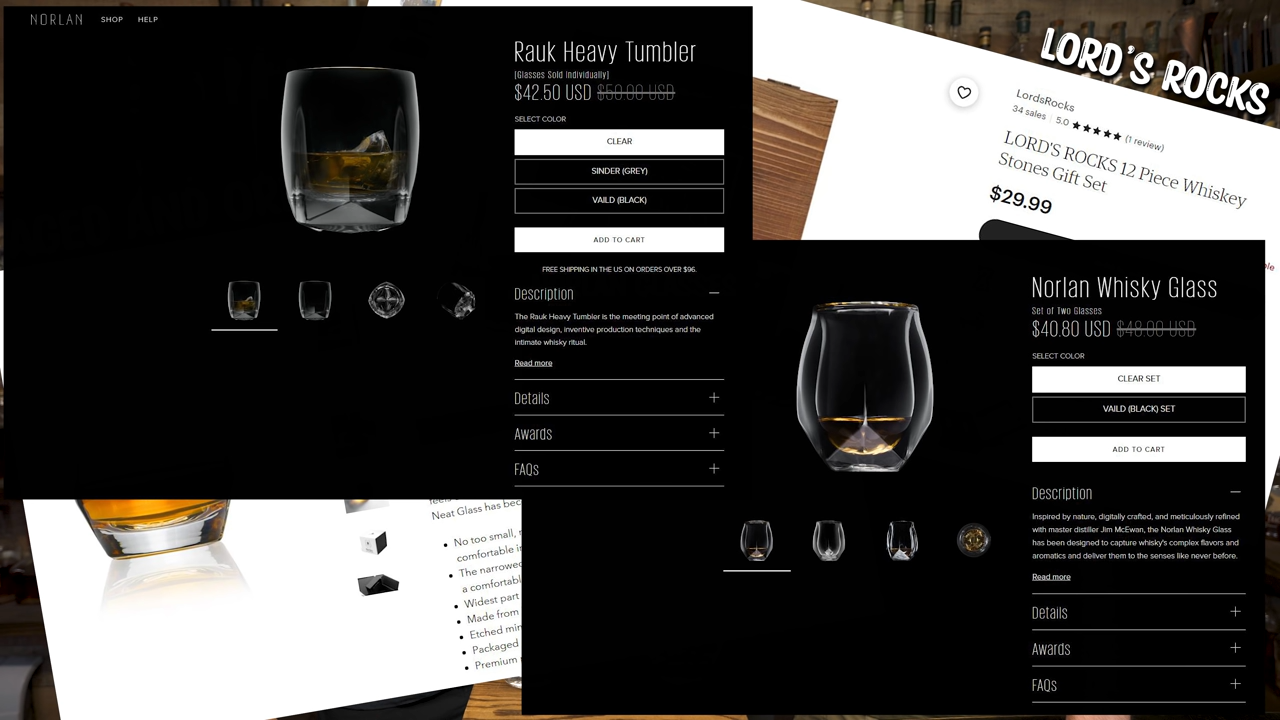 NORLAN
SHOP
HELP
Rauk Heavy Tumbler
[Glasses Sold Individually]
$42.50 USD $50.00 USD
SELECT COLOR
CLEAR
SINDER (GREY)
VAILD (BLACK)
ADD TO CART
FREE SHIPPING IN THE US ON ORDERS OVER $96.
Description
The Rauk Heavy Tumbler is the meeting point of advanced
digital design, inventive production techniques and the
intimate whisky ritual.
Read more
Details
Awards
FAQs
LORD'S ROCKS
LordsRocks
34 sales | 5.0 ★★★★★ (1 review)
LORD'S ROCKS 12 Piece Whiskey
Stones Gift Set
$29.99
Norlan Whisky Glass
Set of Two Glasses
$40.80 USD $48.00 USD
SELECT COLOR
CLEAR SET
VAILD (BLACK) SET
ADD TO CART
Description
Inspired by nature, digitally crafted, and meticulously refined
with master distiller Jim McEwan, the Norlan Whisky Glass
has been designed to capture whisky's complex flavors and
aromatics and deliver them to the senses like never before.
Read more
Details
Awards
FAQs
Neat Glass has
• No too small,
comfortable
• The narrowed
a comfortabl
• Widest part
• Made from
• Etched
• Packaged
• Premium